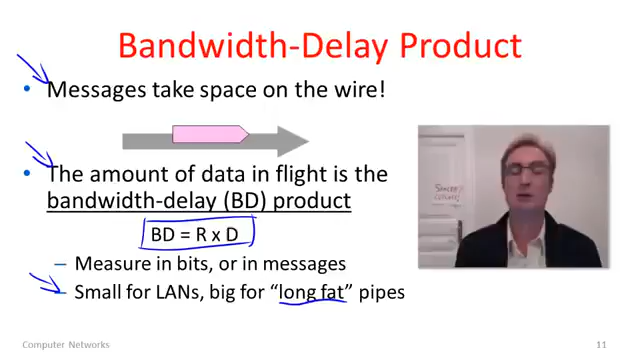 Bandwidth-Delay Product
• Messages take space on the wire!
• The amount of data in flight is the
bandwidth-delay (BD) product
BD = R x D
– Measure in bits, or in messages
– Small for LANs, big for “long fat” pipes
Computer Networks
11